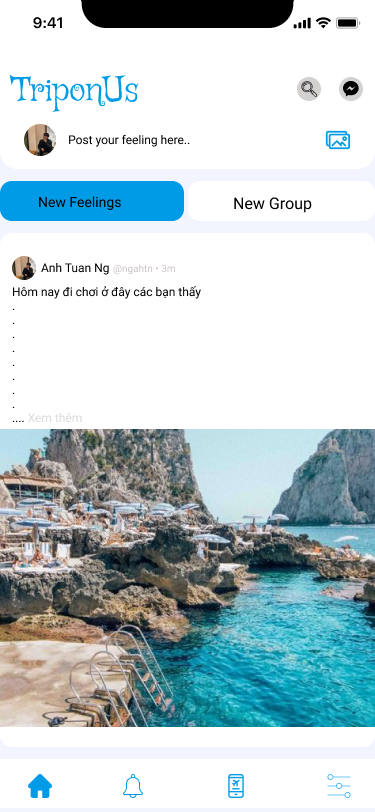 9:41
TriponUs
Post your feeling here..
New Feelings
New Group
Anh Tuan Ng @ngahtn • 3m
Hôm nay đi chơi ở đây các bạn thấy
.
.
.
.
.
.
.
.
.... Xem thêm